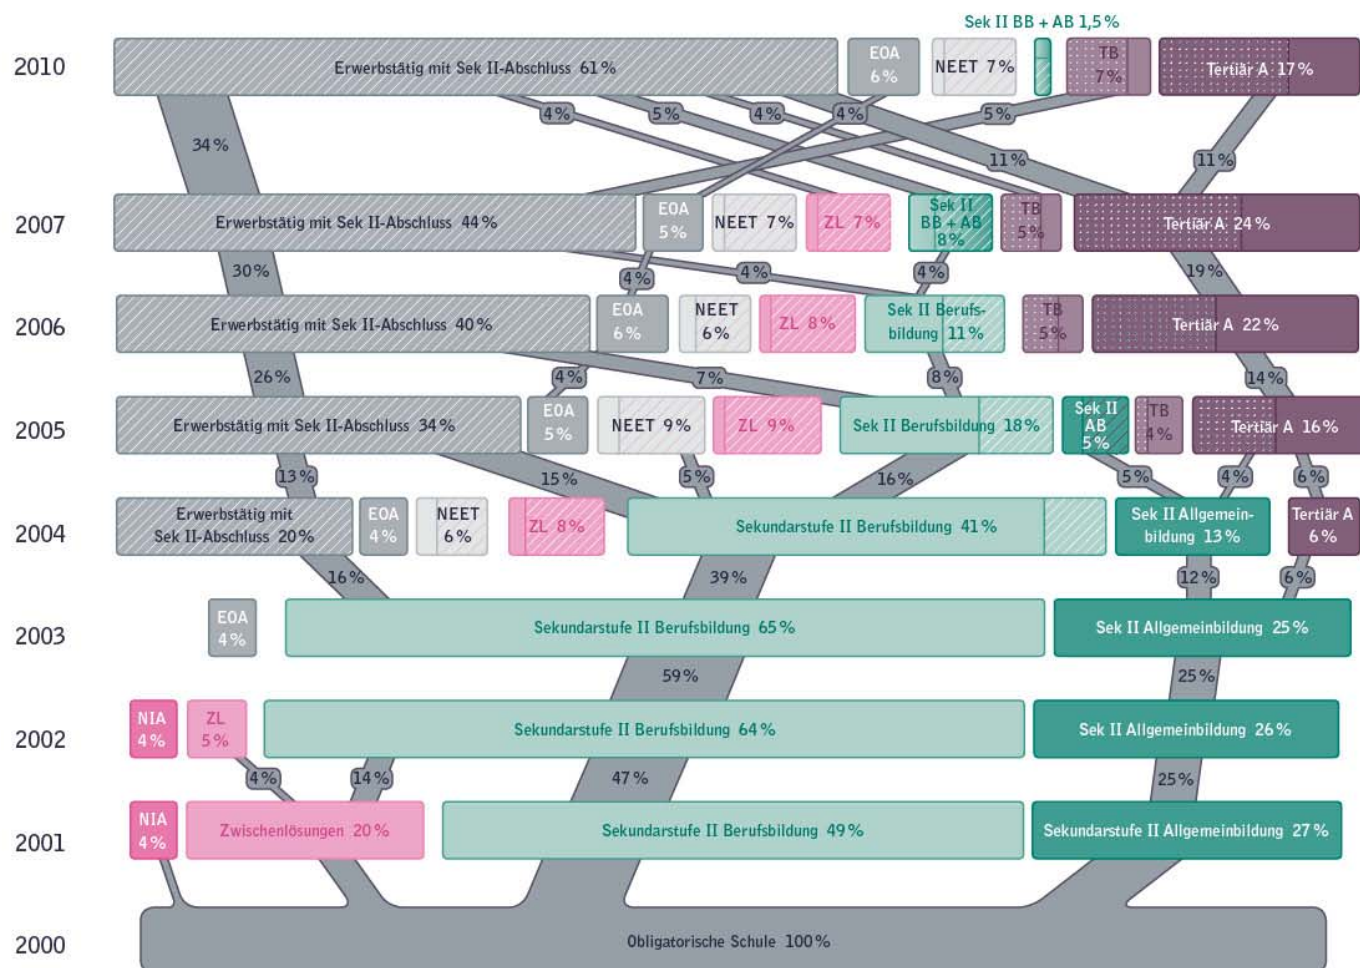 Sek II BB + AB 1,5 %
2010
Erwerbstätig mit Sek II-Abschluss 61 %
EOA
6 %
NEET 7 %
TB
7 %
Tertiär A 17 %
4 %
5 %
4 %
4 %
5 %
34 %
11 %
11 %
2007
Erwerbstätig mit Sek II-Abschluss 44 %
EOA
5 %
NEET 7 %
ZL 7 %
Sek II
BB + AB
8 %
TB
5 %
Tertiär A 24 %
30 %
4 %
4 %
4 %
19 %
2006
Erwerbstätig mit Sek II-Abschluss 40 %
EOA
6 %
NEET
6 %
ZL 8 %
Sek II Berufs-
bildung 11 %
TB
5 %
Tertiär A 22 %
26 %
4 %
7 %
8 %
14 %
2005
Erwerbstätig mit Sek II-Abschluss 34 %
EOA
5 %
NEET 9 %
ZL 9 %
Sek II Berufsbildung 18 %
Sek II
AB
5 %
TB
4 %
Tertiär A 16 %
13 %
15 %
5 %
16 %
5 %
4 %
6 %
2004
Erwerbstätig mit
Sek II-Abschluss 20 %
EOA
4 %
NEET
6 %
ZL 8 %
Sekundarstufe II Berufsbildung 41 %
Sek II Allgemein-
bildung 13 %
Tertiär A
6 %
16 %
39 %
12 %
6 %
2003
EOA
4 %
Sekundarstufe II Berufsbildung 65 %
Sek II Allgemeinbildung 25 %
59 %
25 %
2002
NIA
4 %
ZL
5 %
Sekundarstufe II Berufsbildung 64 %
Sek II Allgemeinbildung 26 %
4 %
14 %
47 %
25 %
2001
NIA
4 %
Zwischenlösungen 20 %
Sekundarstufe II Berufsbildung 49 %
Sekundarstufe II Allgemeinbildung 27 %
2000
Obligatorische Schule 100 %